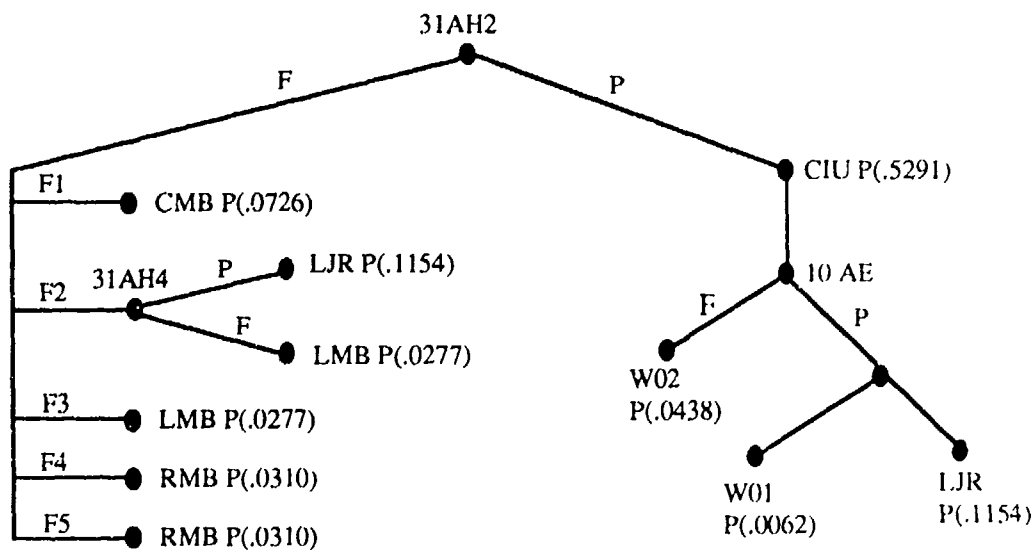 31AH2
F
P
F1
CMB P(.0726)
CIU P(.5291)
31AH4
P
LJR P(.1154)
F2
F
LMB P(.0277)
10 AE
F
P
W02
P(.0438)
F3
LMB P(.0277)
F4
RMB P(.0310)
F5
RMB P(.0310)
W01
P(.0062)
LJR
P(.1154)